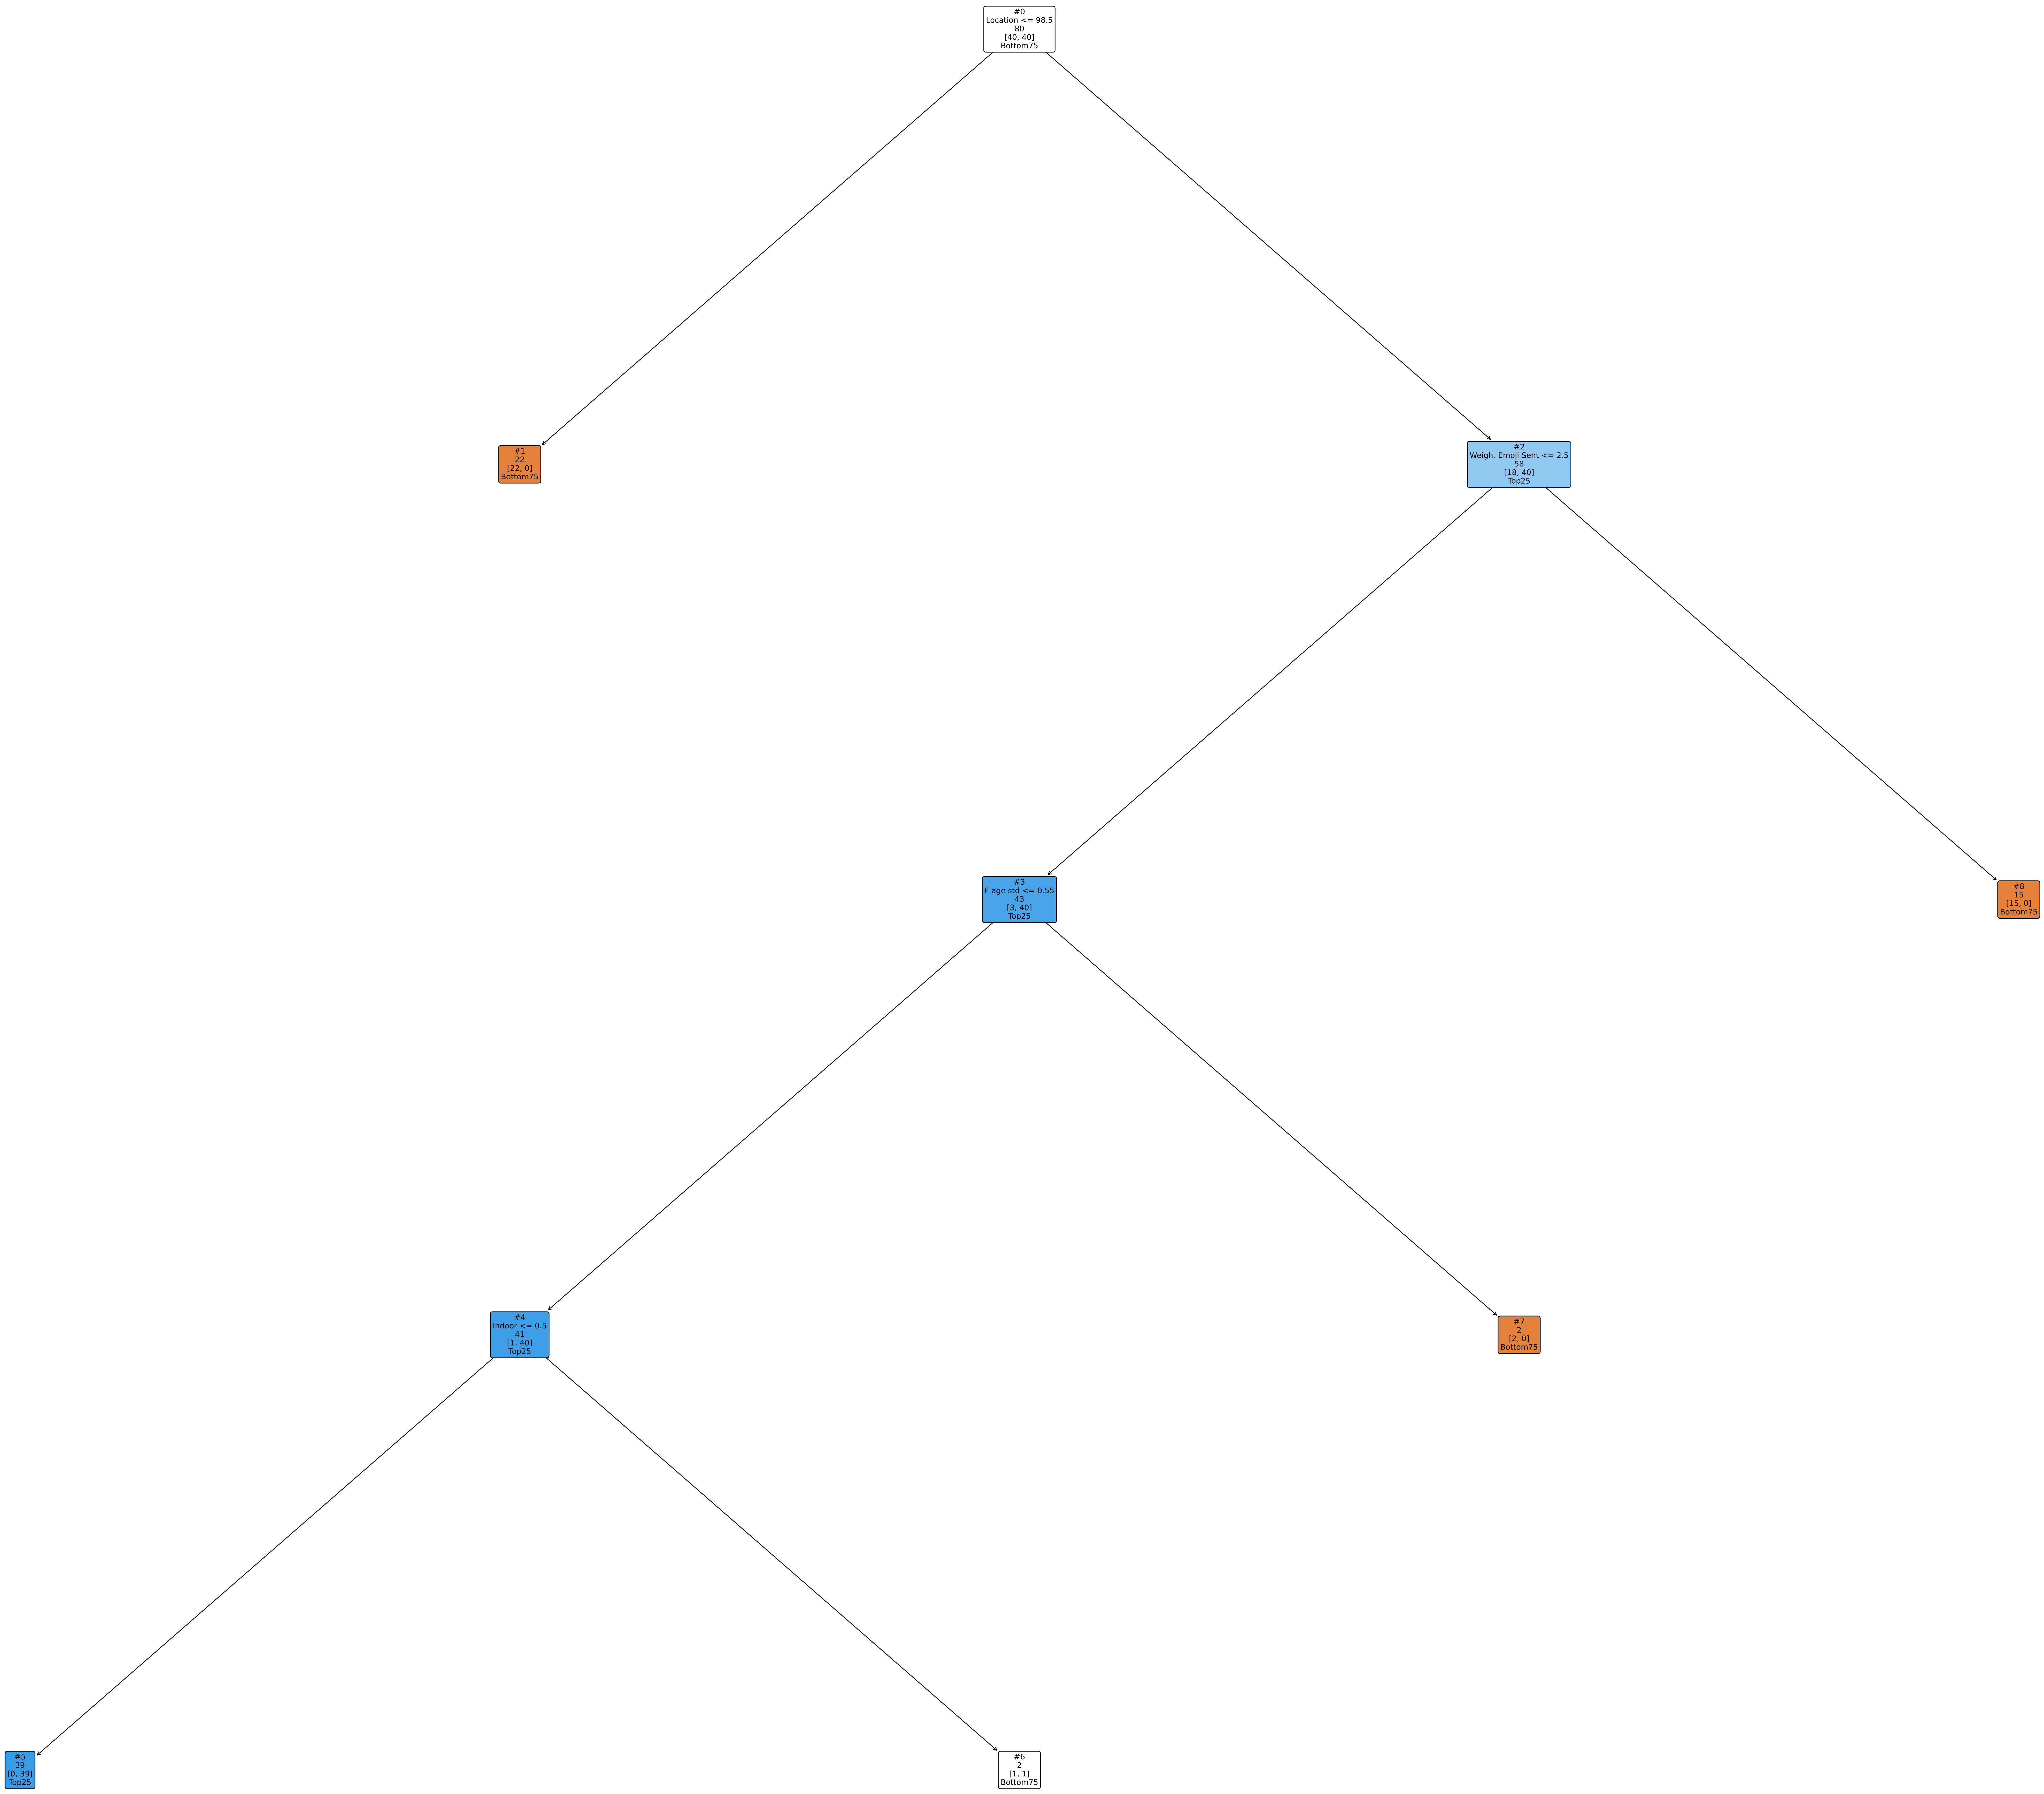 #0
Location <= 98.5
80
[40, 40]
Bottom75
#1
22
[22, 0]
Bottom75
#2
Weigh. Emoji Sent <= 2.5
58
[18, 40]
Top25
#3
F age std <= 0.55
43
[3, 40]
Top25
#8
15
[15, 0]
Bottom75
#4
Indoor <= 0.5
41
[1, 40]
Top25
#7
2
[2, 0]
Bottom75
#5
39
[0, 39]
Top25
#6
2
[1, 1]
Bottom75